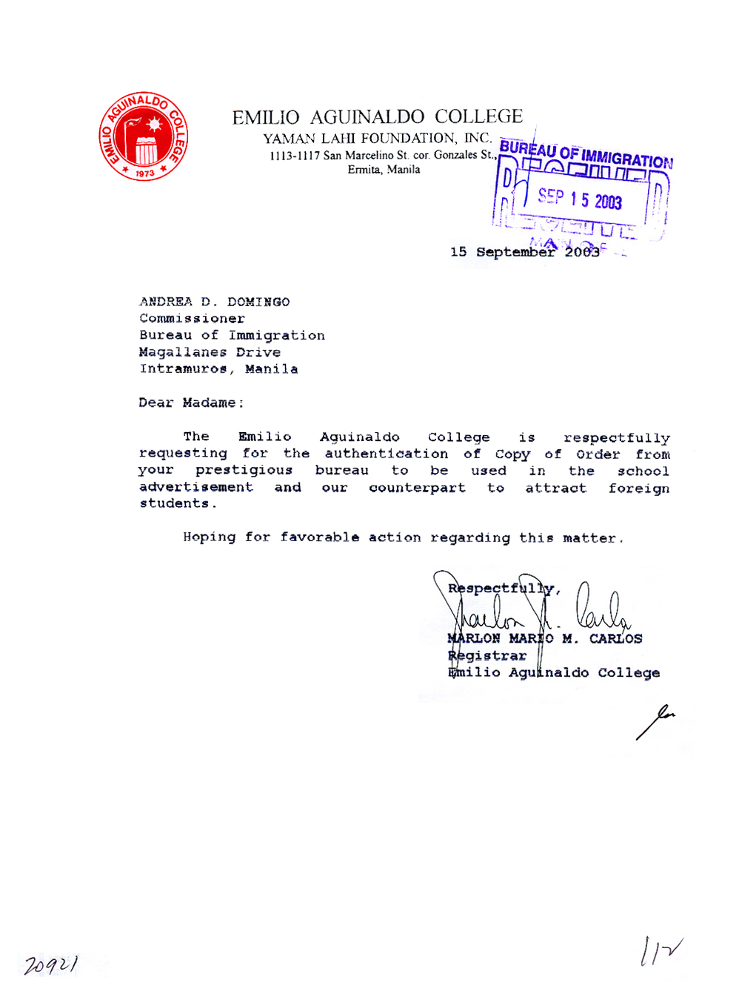 EMILIO AGUINALDO COLLEGE
1973
EMILIO AGUINALDO COLLEGE
YAMAN LAHI FOUNDATION, INC.
1113-1117 San Marcelino St. cor. Gonzales St.,
Ermita, Manila
BUREAU OF IMMIGRATION
RECEIVED
SEP 15 2003
RECEIVED
15 September 2003
ANDREA D. DOMINGO
Commissioner
Bureau of Immigration
Magallanes Drive
Intramuros, Manila
Dear Madame:
The Emilio Aguinaldo College is respectfully
requesting for the authentication of Copy of Order from
your prestigious bureau to be used in the school
advertisement and our counterpart to attract foreign
students.
Hoping for favorable action regarding this matter.
Respectfully,
MARLON MARIO M. CARLOS
Registrar
Emilio Aguinaldo College
20921